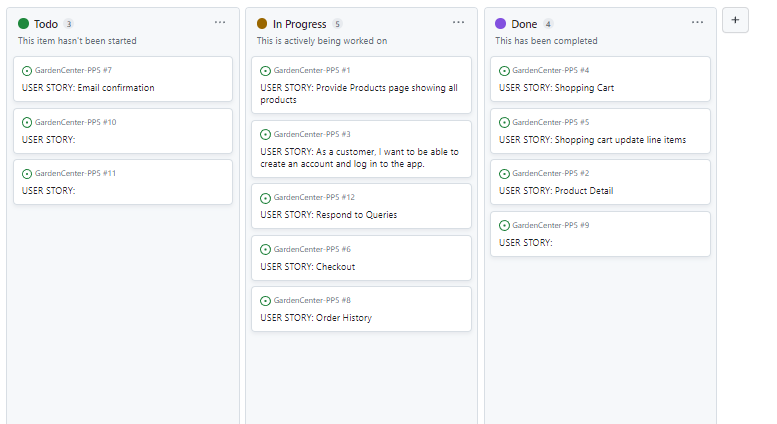 Todo 3
This item hasn't been started
GardenCenter-PP5 #7
USER STORY: Email confirmation
GardenCenter-PP5 #10
USER STORY:
GardenCenter-PP5 #11
USER STORY:
In Progress 5
This is actively being worked on
GardenCenter-PP5 #1
USER STORY: Provide Products page showing all
products
GardenCenter-PP5 #3
USER STORY: As a customer, I want to be able to
create an account and log in to the app.
GardenCenter-PP5 #12
USER STORY: Respond to Queries
GardenCenter-PP5 #6
USER STORY: Checkout
GardenCenter-PP5 #8
USER STORY: Order History
Done 4
This has been completed
GardenCenter-PP5 #4
USER STORY: Shopping Cart
GardenCenter-PP5 #5
USER STORY: Shopping cart update line items
GardenCenter-PP5 #2
USER STORY: Product Detail
GardenCenter-PP5 #9
USER STORY: